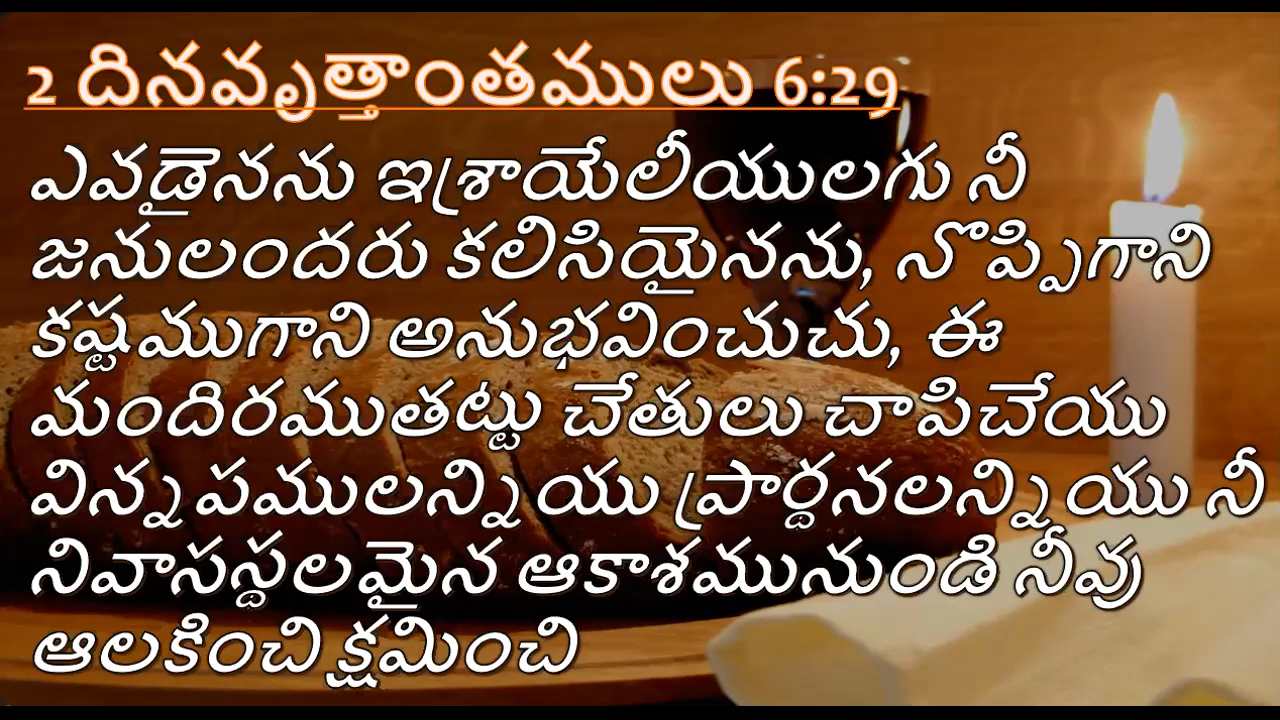 2 దినవృత్తాంతములు 6:29
ఎవడైనను ఇశ్రాయేలీయులగు నీ
జనులందరు కలిసియైనను, నొప్పిగాని
కష్టముగాని అనుభవించుచు, ఈ
మందిరముతట్టు చేతులు చాపిచేయు
విన్నపములన్నియు ప్రార్థనలన్నియు నీ
నివాసస్థలమైన ఆకాశమునుండి నీవు
ఆలకించి క్షమించి